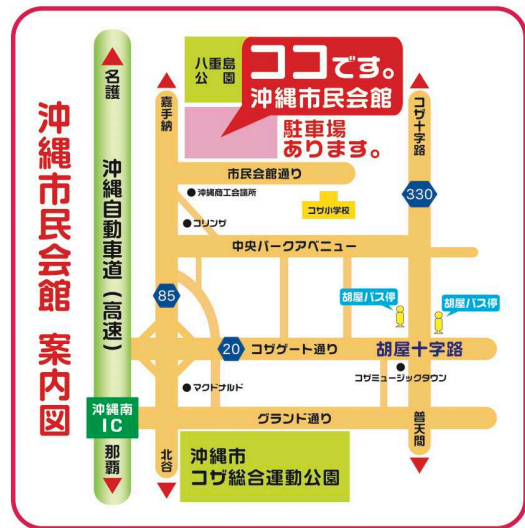 沖縄市民会館 案内図
名護
沖縄自動車道（高速）
沖縄南
IC
那覇
嘉手納
八重島
公園
ココです。
沖縄市民会館
駐車場
あります。
コザ十字路
市民会館通り
330
沖縄商工会議所
コザ小学校
コリンザ
中央パークアベニュー
85
胡屋バス停
胡屋バス停
20
コザゲート通り
胡屋十字路
コザミュージックタウン
マクドナルド
グランド通り
北谷
普天間
沖縄市
コザ総合運動公園